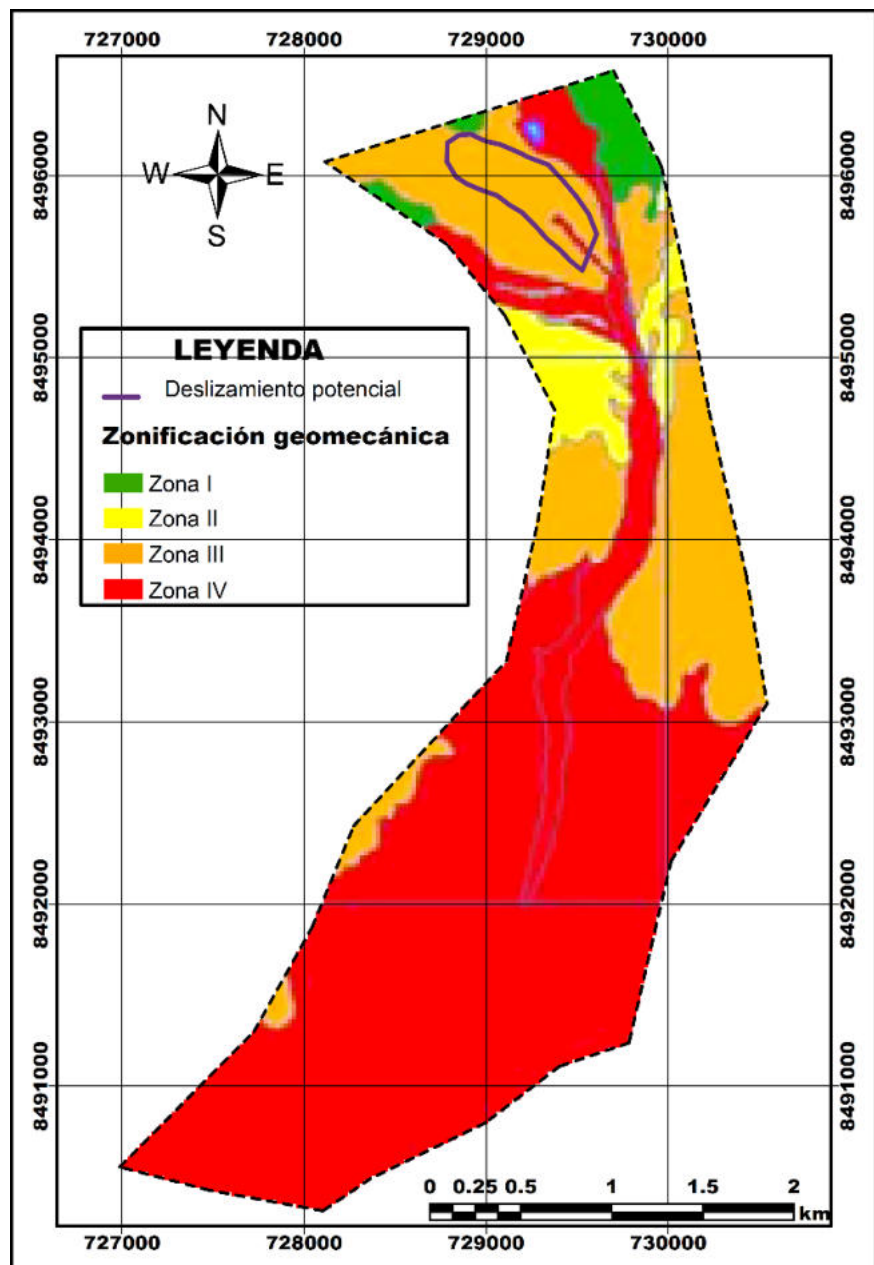 727000 728000 729000 730000
N
W E
S
8496000 8496000
8495000 8495000
8494000 8494000
8493000 8493000
8492000 8492000
8491000 8491000
LEYENDA
Deslizamiento potencial
Zonificación geomecánica
Zona I
Zona II
Zona III
Zona IV
0 0.25 0.5 1 1.5 2
km
727000 728000 729000 730000